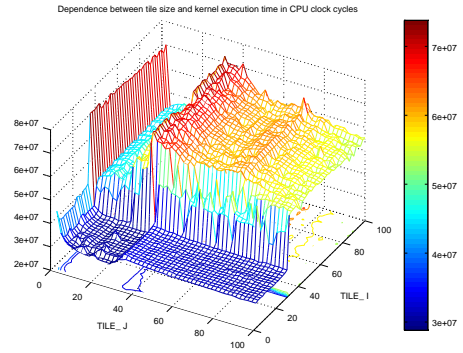 Dependence between tile size and kernel execution time in CPU clock cycles
8e+07
7e+07
6e+07
5e+07
4e+07
3e+07
2e+07
0
20
40
60
80
100
TILE_ J
0
20
40
60
80
100
TILE_ I
7e+07
6e+07
5e+07
4e+07
3e+07